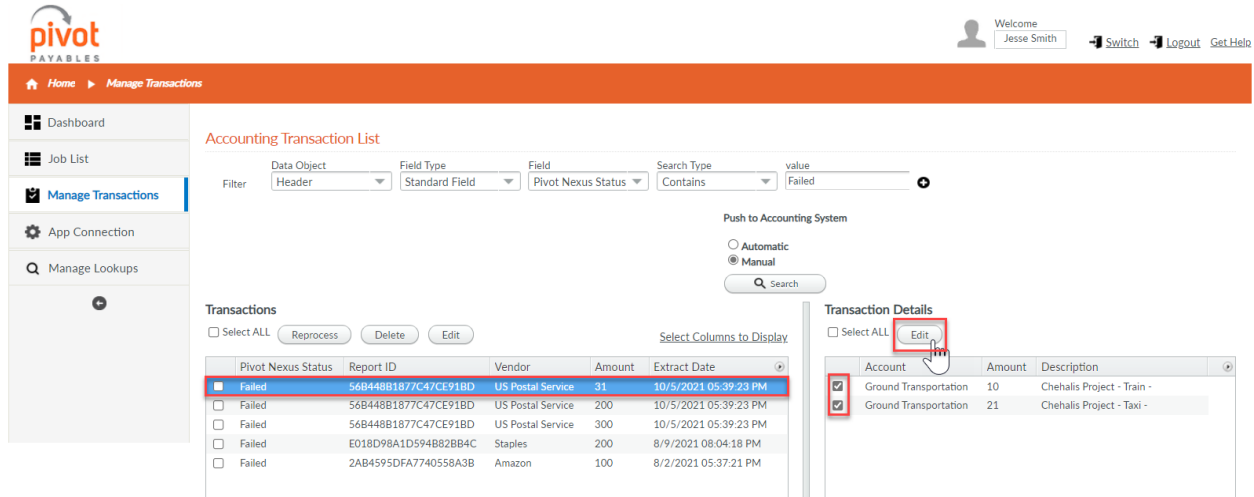 pivot
PAYABLES
Welcome
Jesse Smith
Switch Logout Get Help
Home Manage Transactions
Dashboard
Job List
Manage Transactions
App Connection
Manage Lookups
Accounting Transaction List
Data Object Field Type Field Search Type value
Filter Header Standard Field Pivot Nexus Status Contains Failed
Push to Accounting System
Automatic
Manual
Search
Transactions
Select ALL Reprocess Delete Edit Select Columns to Display
Pivot Nexus Status Report ID Vendor Amount Extract Date
Failed 56B448B1877C47CE91BD US Postal Service 31 10/5/2021 05:39:23 PM
Failed 56B448B1877C47CE91BD US Postal Service 200 10/5/2021 05:39:23 PM
Failed 56B448B1877C47CE91BD US Postal Service 300 10/5/2021 05:39:23 PM
Failed E018D98A1D594B82BB4C Staples 200 8/9/2021 08:04:18 PM
Failed 2AB4595DFA7740558A3B Amazon 100 8/2/2021 05:37:21 PM
Transaction Details
Select ALL Edit
Account Amount Description
Ground Transportation 10 Chehalis Project - Train -
Ground Transportation 21 Chehalis Project - Taxi -